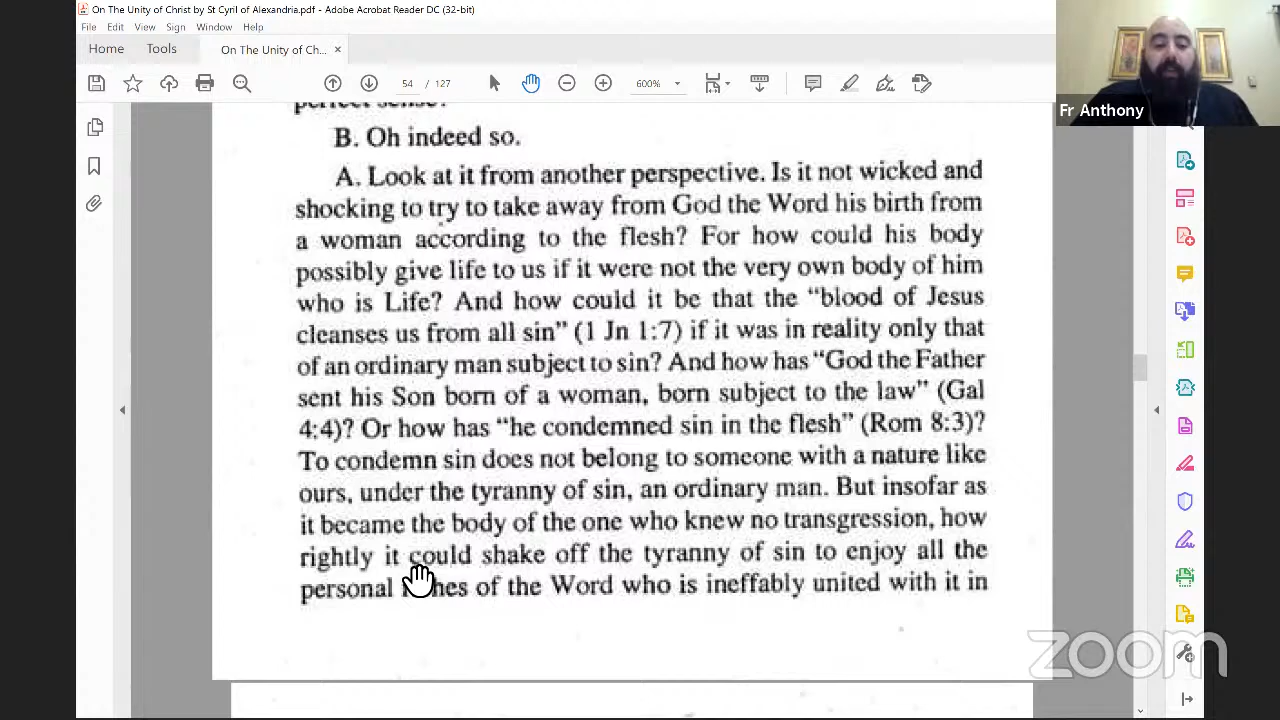 On The Unity of Christ by St Cyril of Alexandria.pdf - Adobe Acrobat Reader DC (32-bit)
File Edit View Sign Window Help
Home Tools On The Unity of Ch... ×
54 / 127 600%
Fr Anthony
perfect sense?
B. Oh indeed so.
A. Look at it from another perspective. Is it not wicked and
shocking to try to take away from God the Word his birth from
a woman according to the flesh? For how could his body
possibly give life to us if it were not the very own body of him
who is Life? And how could it be that the “blood of Jesus
cleanses us from all sin” (1 Jn 1:7) if it was in reality only that
of an ordinary man subject to sin? And how has “God the Father
sent his Son born of a woman, born subject to the law” (Gal
4:4)? Or how has “he condemned sin in the flesh” (Rom 8:3)?
To condemn sin does not belong to someone with a nature like
ours, under the tyranny of sin, an ordinary man. But insofar as
it became the body of the one who knew no transgression, how
rightly it could shake off the tyranny of sin to enjoy all the
personal of the Word who is ineffably united with it in
zoom